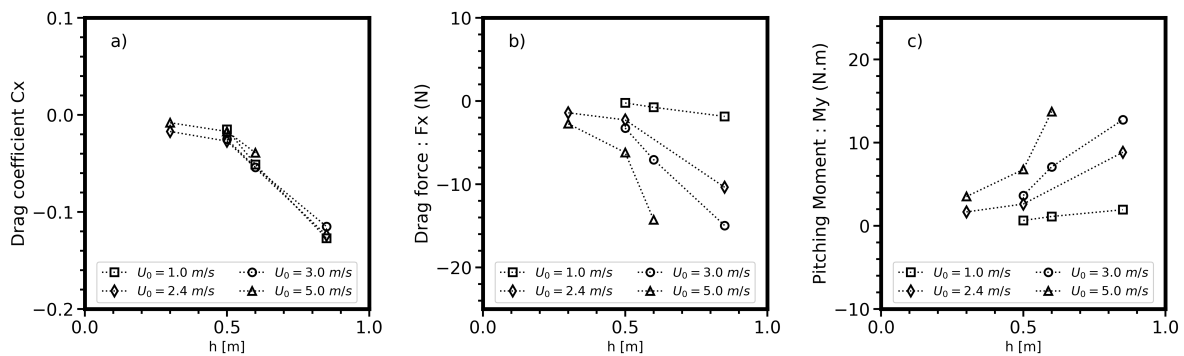 Drag coefficient Cx
0.1
0.0
−0.1
−0.2
a)
U₀ = 1.0 m/s
U₀ = 2.4 m/s
U₀ = 3.0 m/s
U₀ = 5.0 m/s
0.0 0.5 1.0
h [m]
Drag force : Fx (N)
10
0
−10
−20
b)
U₀ = 1.0 m/s
U₀ = 2.4 m/s
U₀ = 3.0 m/s
U₀ = 5.0 m/s
0.0 0.5 1.0
h [m]
Pitching Moment : My (N.m)
20
10
0
−10
c)
U₀ = 1.0 m/s
U₀ = 2.4 m/s
U₀ = 3.0 m/s
U₀ = 5.0 m/s
0.0 0.5 1.0
h [m]